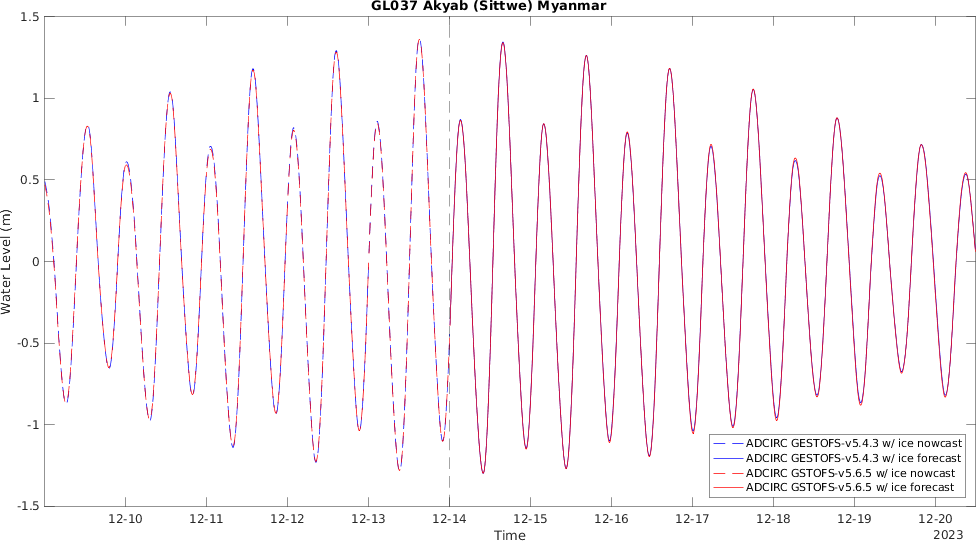 GL037 Akyab (Sittwe) Myanmar
1.5
1
0.5
0
-0.5
-1
-1.5
Water Level (m)
12-10 12-11 12-12 12-13 12-14 12-15 12-16 12-17 12-18 12-19 12-20
Time
2023
ADCIRC GESTOFS-v5.4.3 w/ ice nowcast
ADCIRC GESTOFS-v5.4.3 w/ ice forecast
ADCIRC GSTOFS-v5.6.5 w/ ice nowcast
ADCIRC GSTOFS-v5.6.5 w/ ice forecast